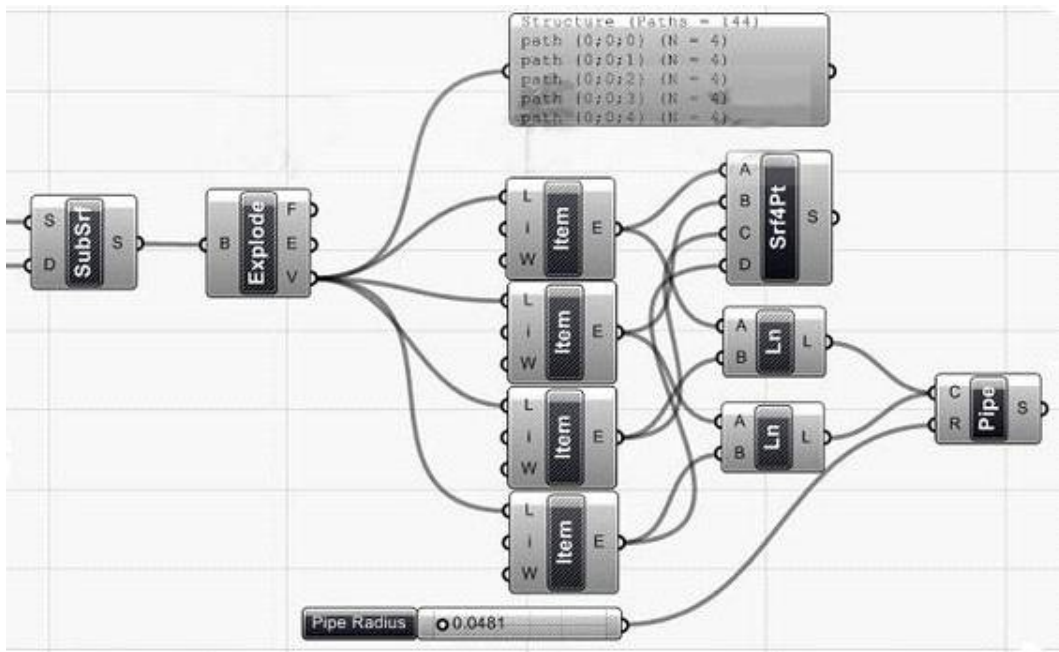 Structure (Paths = 144)
path {0;0;0} (N = 4)
path {0;0;1} (N = 4)
path {0;0;2} (N = 4)
path {0;0;3} (N = 4)
path {0;0;4} (N = 4)
S
D
SubSrf
S
B
Explode
F
E
V
L
i
W
Item
E
L
i
W
Item
E
L
i
W
Item
E
L
i
W
Item
E
A
B
C
D
Srf4Pt
S
A
B
Ln
L
A
B
Ln
L
C
R
Pipe
S
Pipe Radius
0.0481